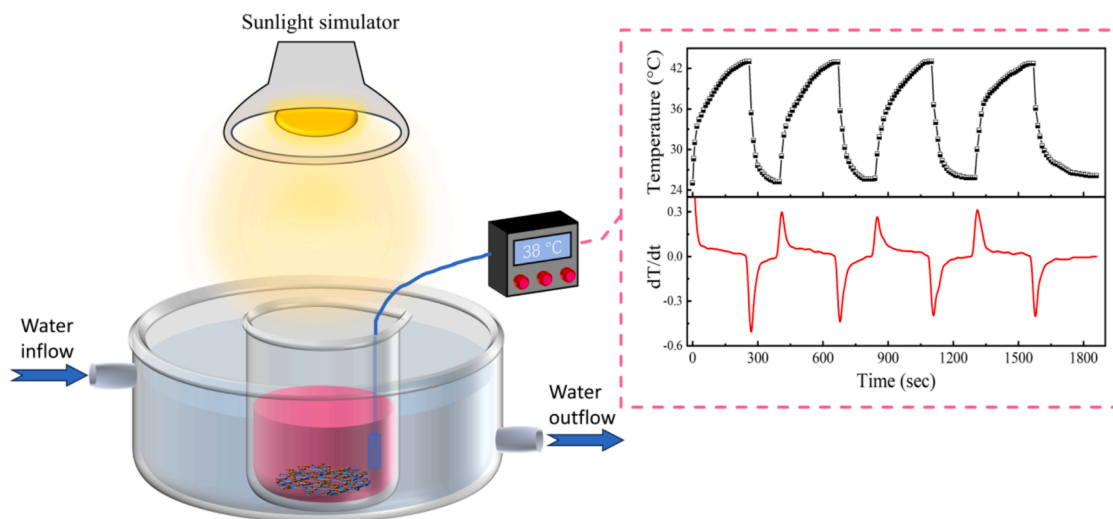 Sunlight simulator
38 °C
Water
inflow
Water
outflow
Temperature (°C)
42
36
30
24
dT/dt
0.3
0.0
-0.3
-0.6
0 300 600 900 1200 1500 1800
Time (sec)